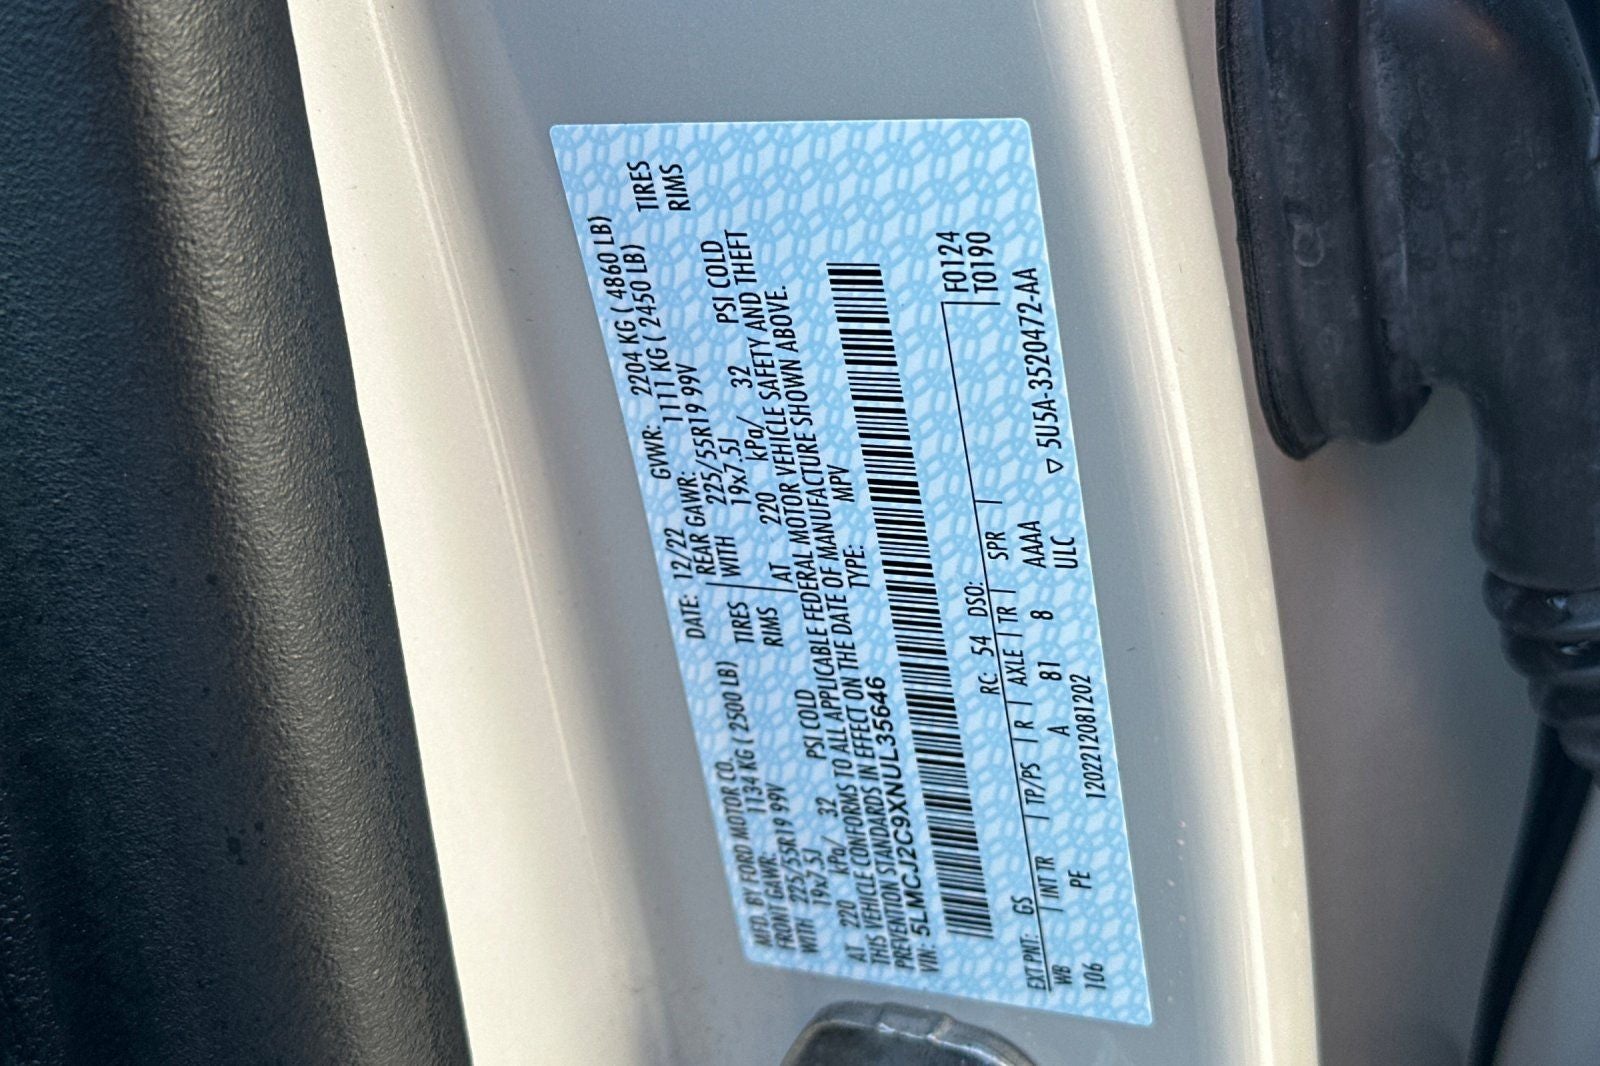 MFD. BY FORD MOTOR CO. DATE: 12/22 GVWR: 2204 KG ( 4860 LB)
FRONT GAWR: 1134 KG ( 2500 LB) REAR GAWR: 1111 KG ( 2450 LB)
WITH 225/55R19 99V TIRES WITH 225/55R19 99V TIRES
19x7.5J RIMS 19x7.5J RIMS
AT 220 kPa/ 32 PSI COLD AT 220 kPa/ 32 PSI COLD
THIS VEHICLE CONFORMS TO ALL APPLICABLE FEDERAL MOTOR VEHICLE SAFETY AND THEFT
PREVENTION STANDARDS IN EFFECT ON THE DATE OF MANUFACTURE SHOWN ABOVE.
VIN: 5LMCJ2C9XNUL35646 TYPE: MPV
F0124
T0190
EXT PNT: GS RC: 54 DSO:
WB INT TR TP/PS R AXLE TR SPR
106 PE A 81 8 AAAA
1202212081202 ULC
▽ 5U5A-3520472-AA